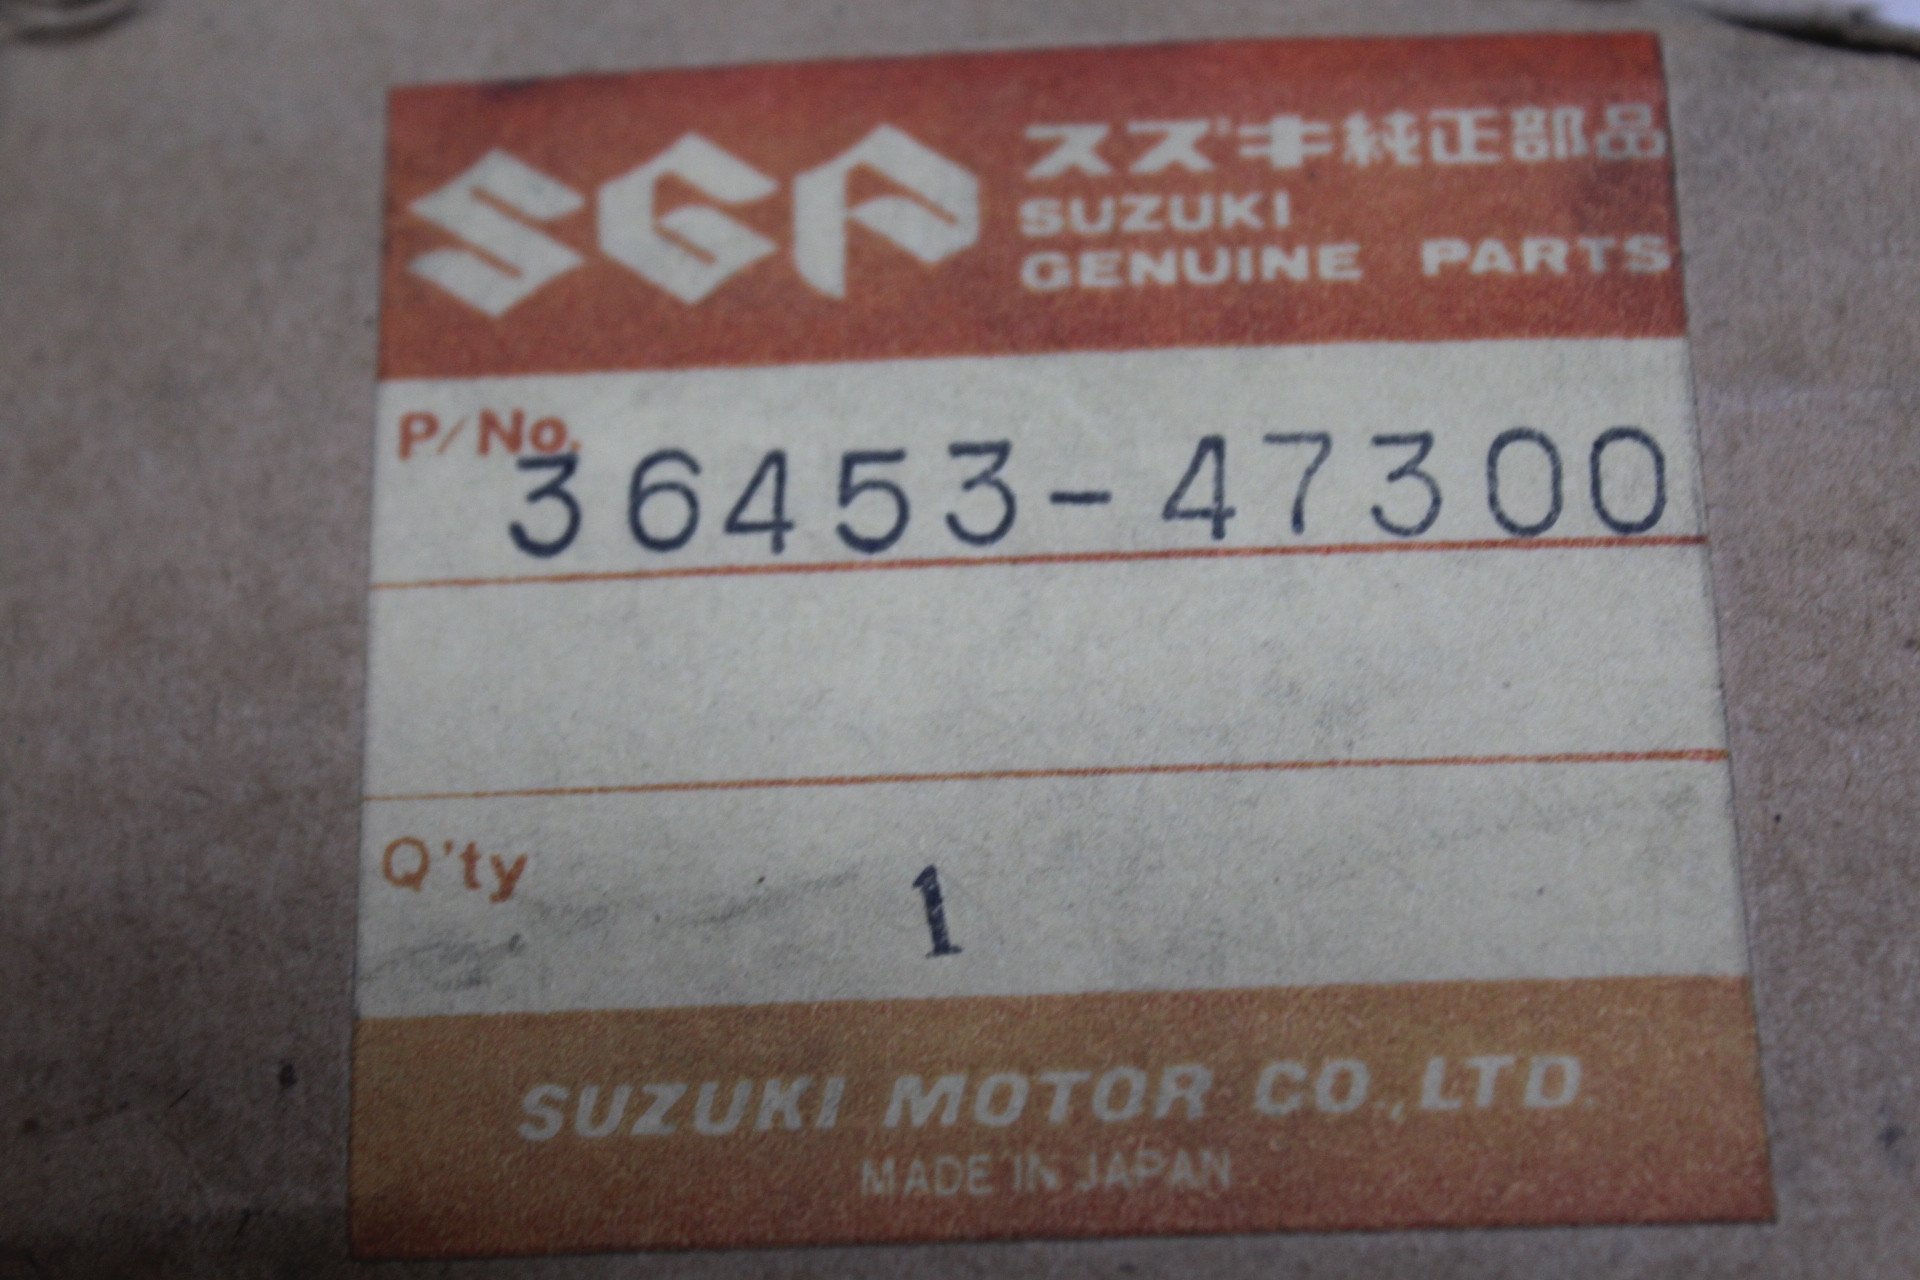 SGP
スズキ純正部品
SUZUKI
GENUINE PARTS
P/No.
36453-47300
Q'ty
1
SUZUKI MOTOR CO.,LTD.
MADE IN JAPAN